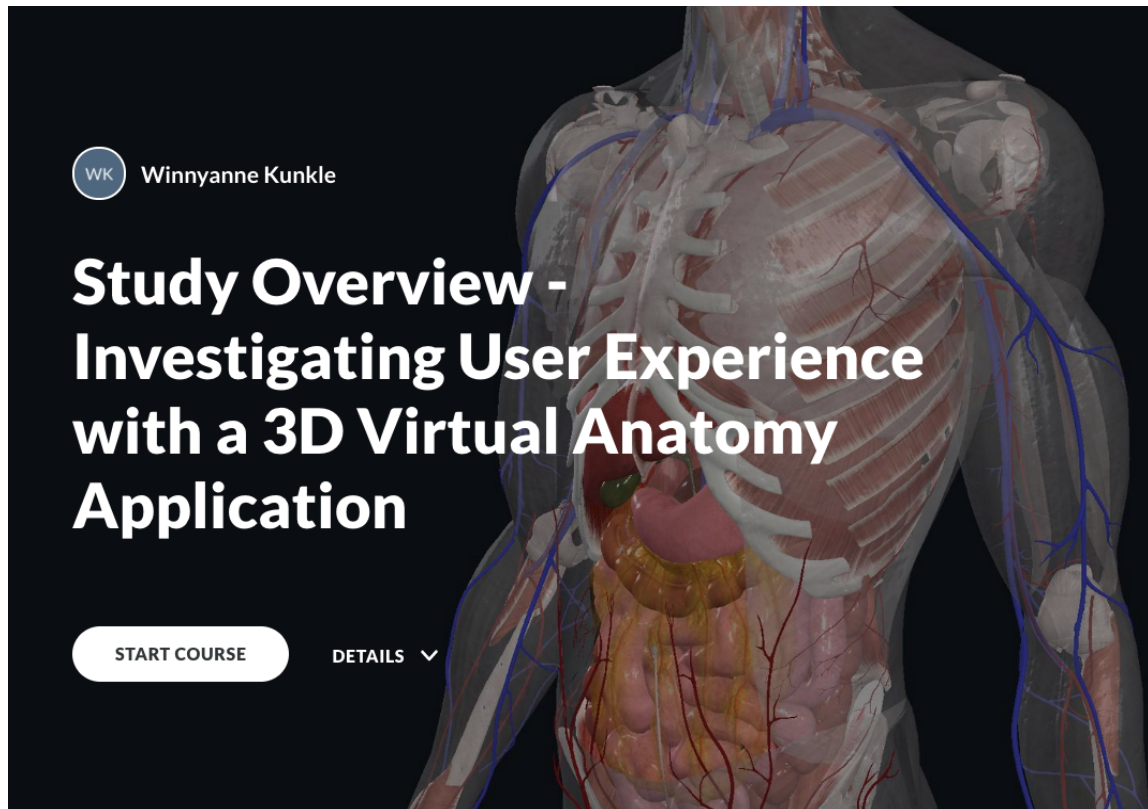 WK
Winnyanne Kunkle
Study Overview -
Investigating User Experience
with a 3D Virtual Anatomy
Application
START COURSE
DETAILS